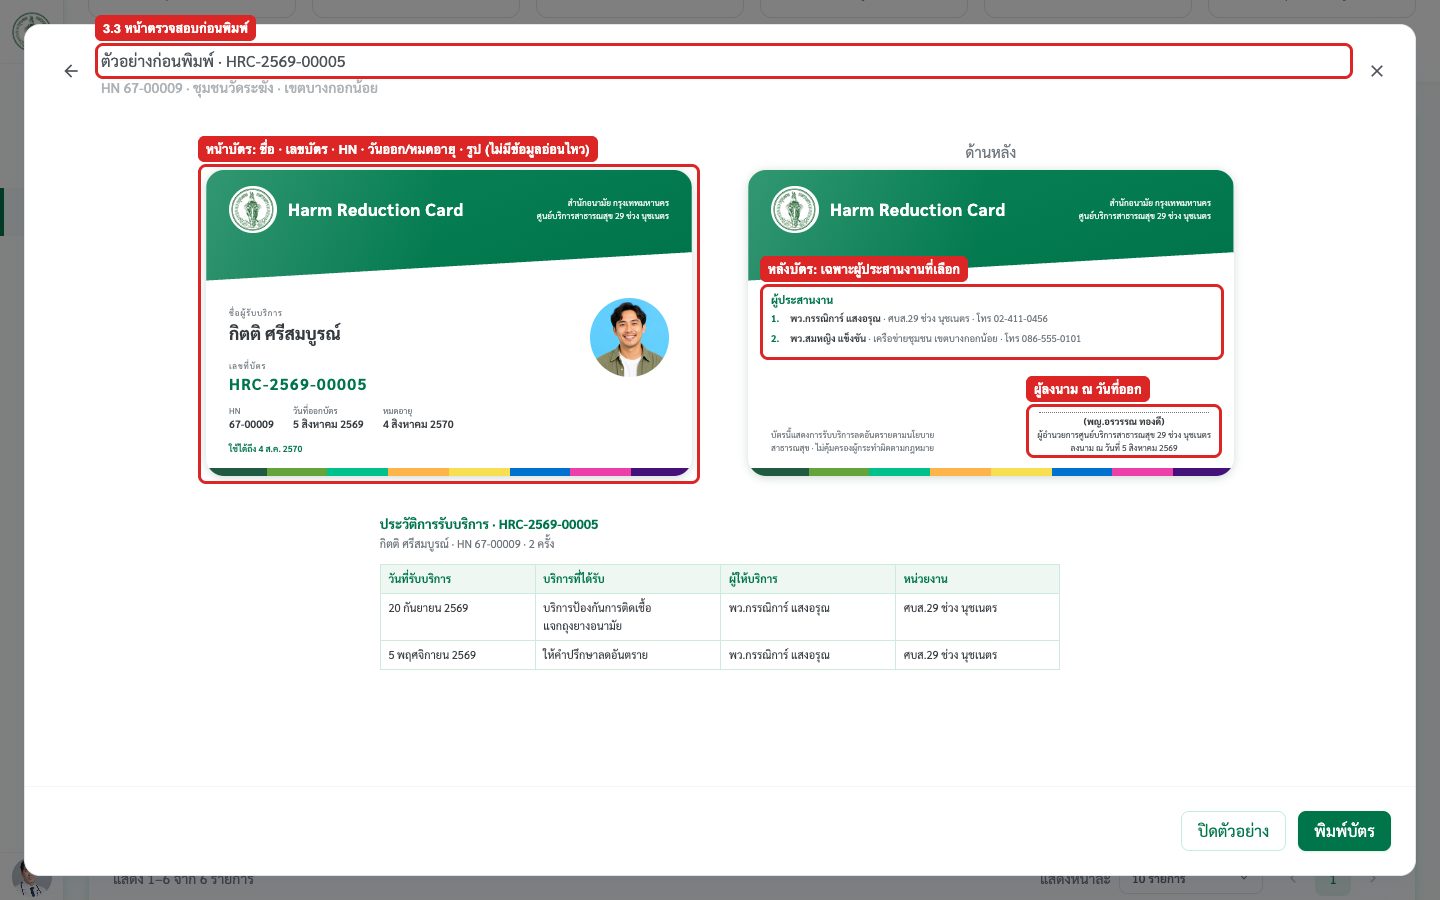 3.3 หน้าตรวจสอบก่อนพิมพ์
ตัวอย่างก่อนพิมพ์ · HRC-2569-00005
HN 67-00009 · ชุมชนวัดระฆัง · เขตบางกอกน้อย
หน้าบัตร: ชื่อ · เลขบัตร · HN · วันออก/หมดอายุ · รูป (ไม่มีข้อมูลอ่อนไหว)
Harm Reduction Card
สำนักอนามัย กรุงเทพมหานคร
ศูนย์บริการสาธารณสุข 29 ช่วง นุชเนตร
ชื่อผู้รับบริการ
กิตติ ศรีสมบูรณ์
เลขที่บัตร
HRC-2569-00005
HN วันที่ออกบัตร หมดอายุ
67-00009 5 สิงหาคม 2569 4 สิงหาคม 2570
ใช้ได้ถึง 4 ส.ค. 2570
ด้านหลัง
Harm Reduction Card
สำนักอนามัย กรุงเทพมหานคร
ศูนย์บริการสาธารณสุข 29 ช่วง นุชเนตร
หลังบัตร: เฉพาะผู้ประสานงานที่เลือก
ผู้ประสานงาน
1. พว.กรรณิการ์ แสงอรุณ · ศบส.29 ช่วง นุชเนตร · โทร 02-411-0456
2. พว.สมหญิง แข็งขัน · เครือข่ายชุมชน เขตบางกอกน้อย · โทร 086-555-0101
ผู้ลงนาม ณ วันที่ออก
(พญ.อรวรรณ ทองดี)
ผู้อำนวยการศูนย์บริการสาธารณสุข 29 ช่วง นุชเนตร
ลงนาม ณ วันที่ 5 สิงหาคม 2569
บัตรนี้แสดงการรับบริการลดอันตรายตามนโยบาย
สาธารณสุข · ไม่คุ้มครองผู้กระทำผิดตามกฎหมาย
ประวัติการรับบริการ · HRC-2569-00005
กิตติ ศรีสมบูรณ์ · HN 67-00009 · 2 ครั้ง
วันที่รับบริการ บริการที่ได้รับ ผู้ให้บริการ หน่วยงาน
20 กันยายน 2569 บริการป้องกันการติดเชื้อ พว.กรรณิการ์ แสงอรุณ ศบส.29 ช่วง นุชเนตร
แจกถุงยางอนามัย
5 พฤศจิกายน 2569 ให้คำปรึกษาลดอันตราย พว.กรรณิการ์ แสงอรุณ ศบส.29 ช่วง นุชเนตร
ปิดตัวอย่าง
พิมพ์บัตร
แสดง 1–6 จาก 6 รายการ
แสดงหน้าละ 10 รายการ 1